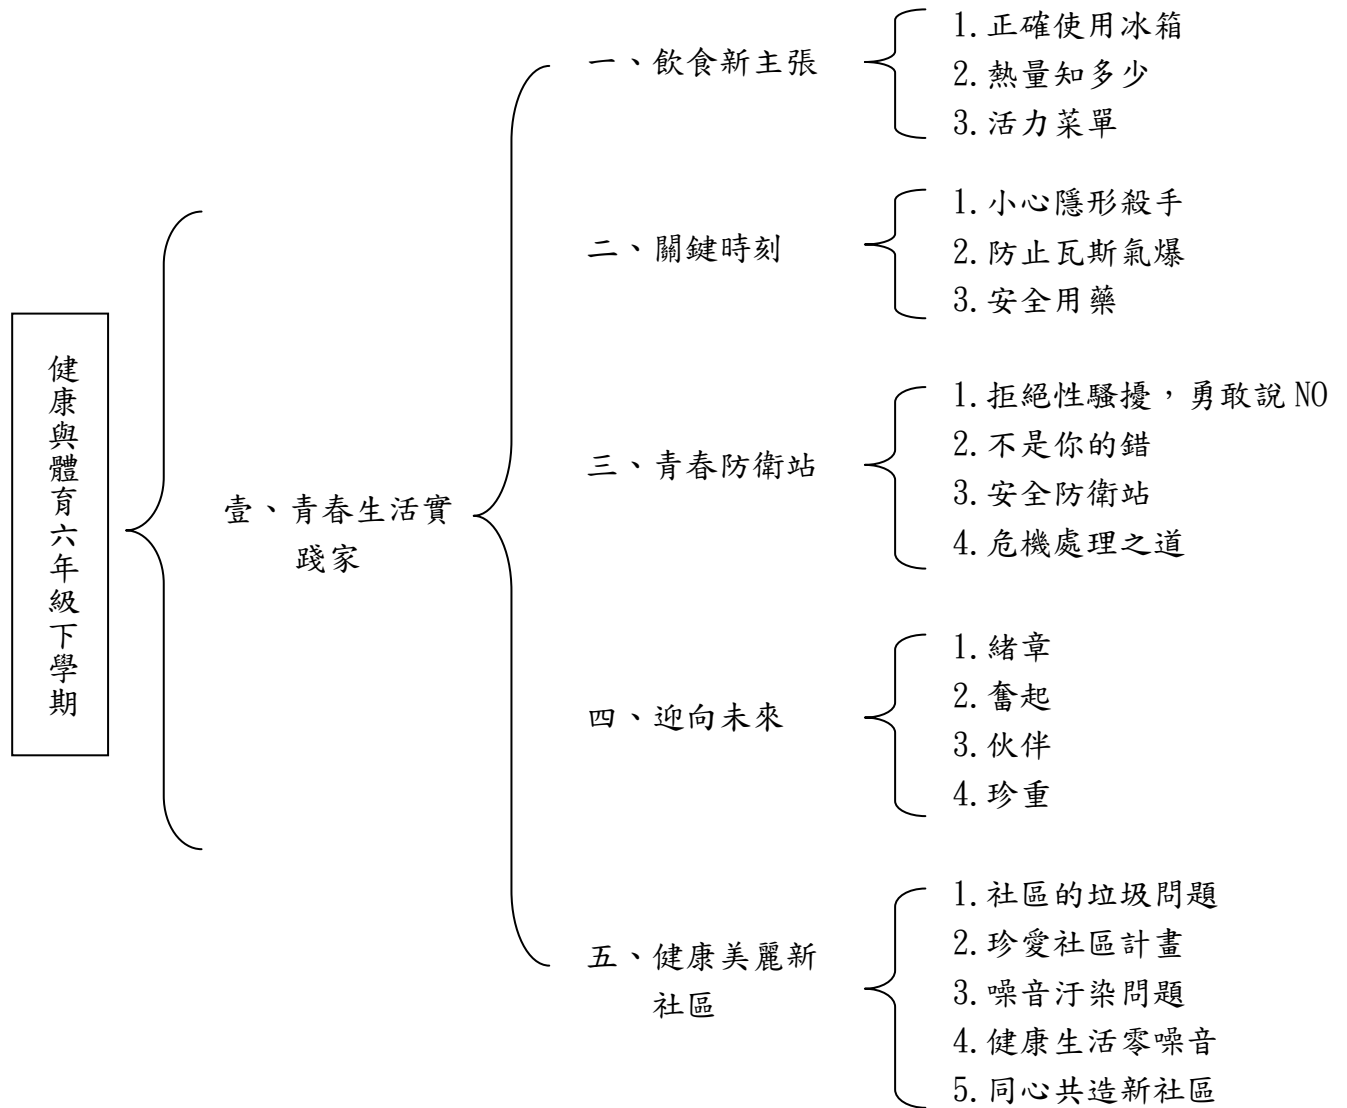 健康與體育六年級下學期
壹、青春生活實
踐家
一、飲食新主張
1.正確使用冰箱
2.熱量知多少
3.活力菜單
二、關鍵時刻
1.小心隱形殺手
2.防止瓦斯氣爆
3.安全用藥
三、青春防衛站
1.拒絕性騷擾，勇敢說 NO
2.不是你的錯
3.安全防衛站
4.危機處理之道
四、迎向未來
1.緒章
2.奮起
3.伙伴
4.珍重
五、健康美麗新
社區
1.社區的垃圾問題
2.珍愛社區計畫
3.噪音汙染問題
4.健康生活零噪音
5.同心共造新社區